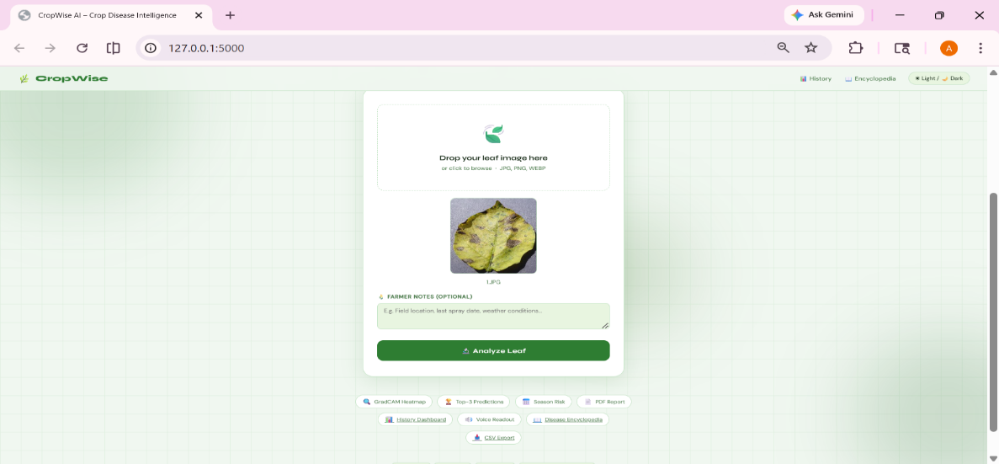 CropWise AI – Crop Disease Intelligence
Ask Gemini
127.0.0.1:5000
A
CropWise
History
Encyclopedia
Light / Dark
Drop your leaf image here
or click to browse · JPG, PNG, WEBP
1.JPG
FARMER NOTES (OPTIONAL)
E.g. Field location, last spray date, weather conditions...
Analyze Leaf
GradCAM Heatmap
Top-3 Predictions
Season Risk
PDF Report
History Dashboard
Voice Readout
Disease Encyclopedia
CSV Export